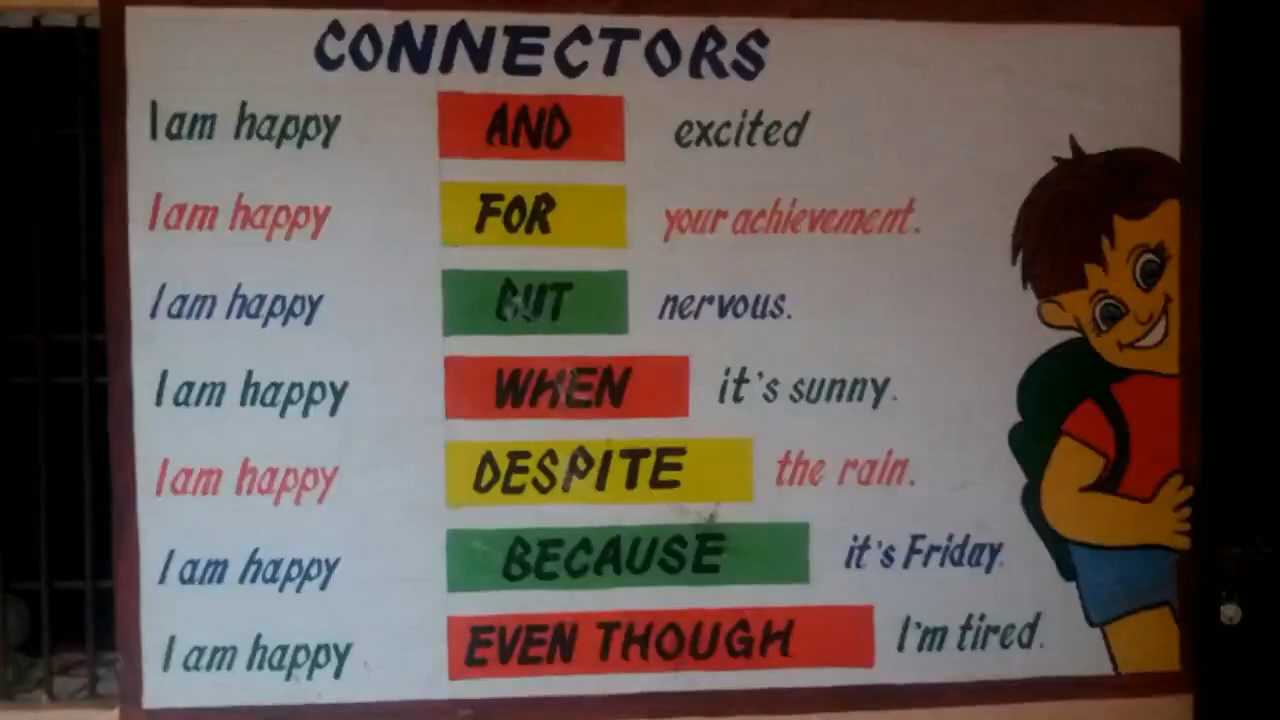 CONNECTORS
I am happy AND excited
I am happy FOR your achievement.
I am happy BUT nervous.
I am happy WHEN it's sunny.
I am happy DESPITE the rain.
I am happy BECAUSE it's Friday.
I am happy EVEN THOUGH I'm tired.